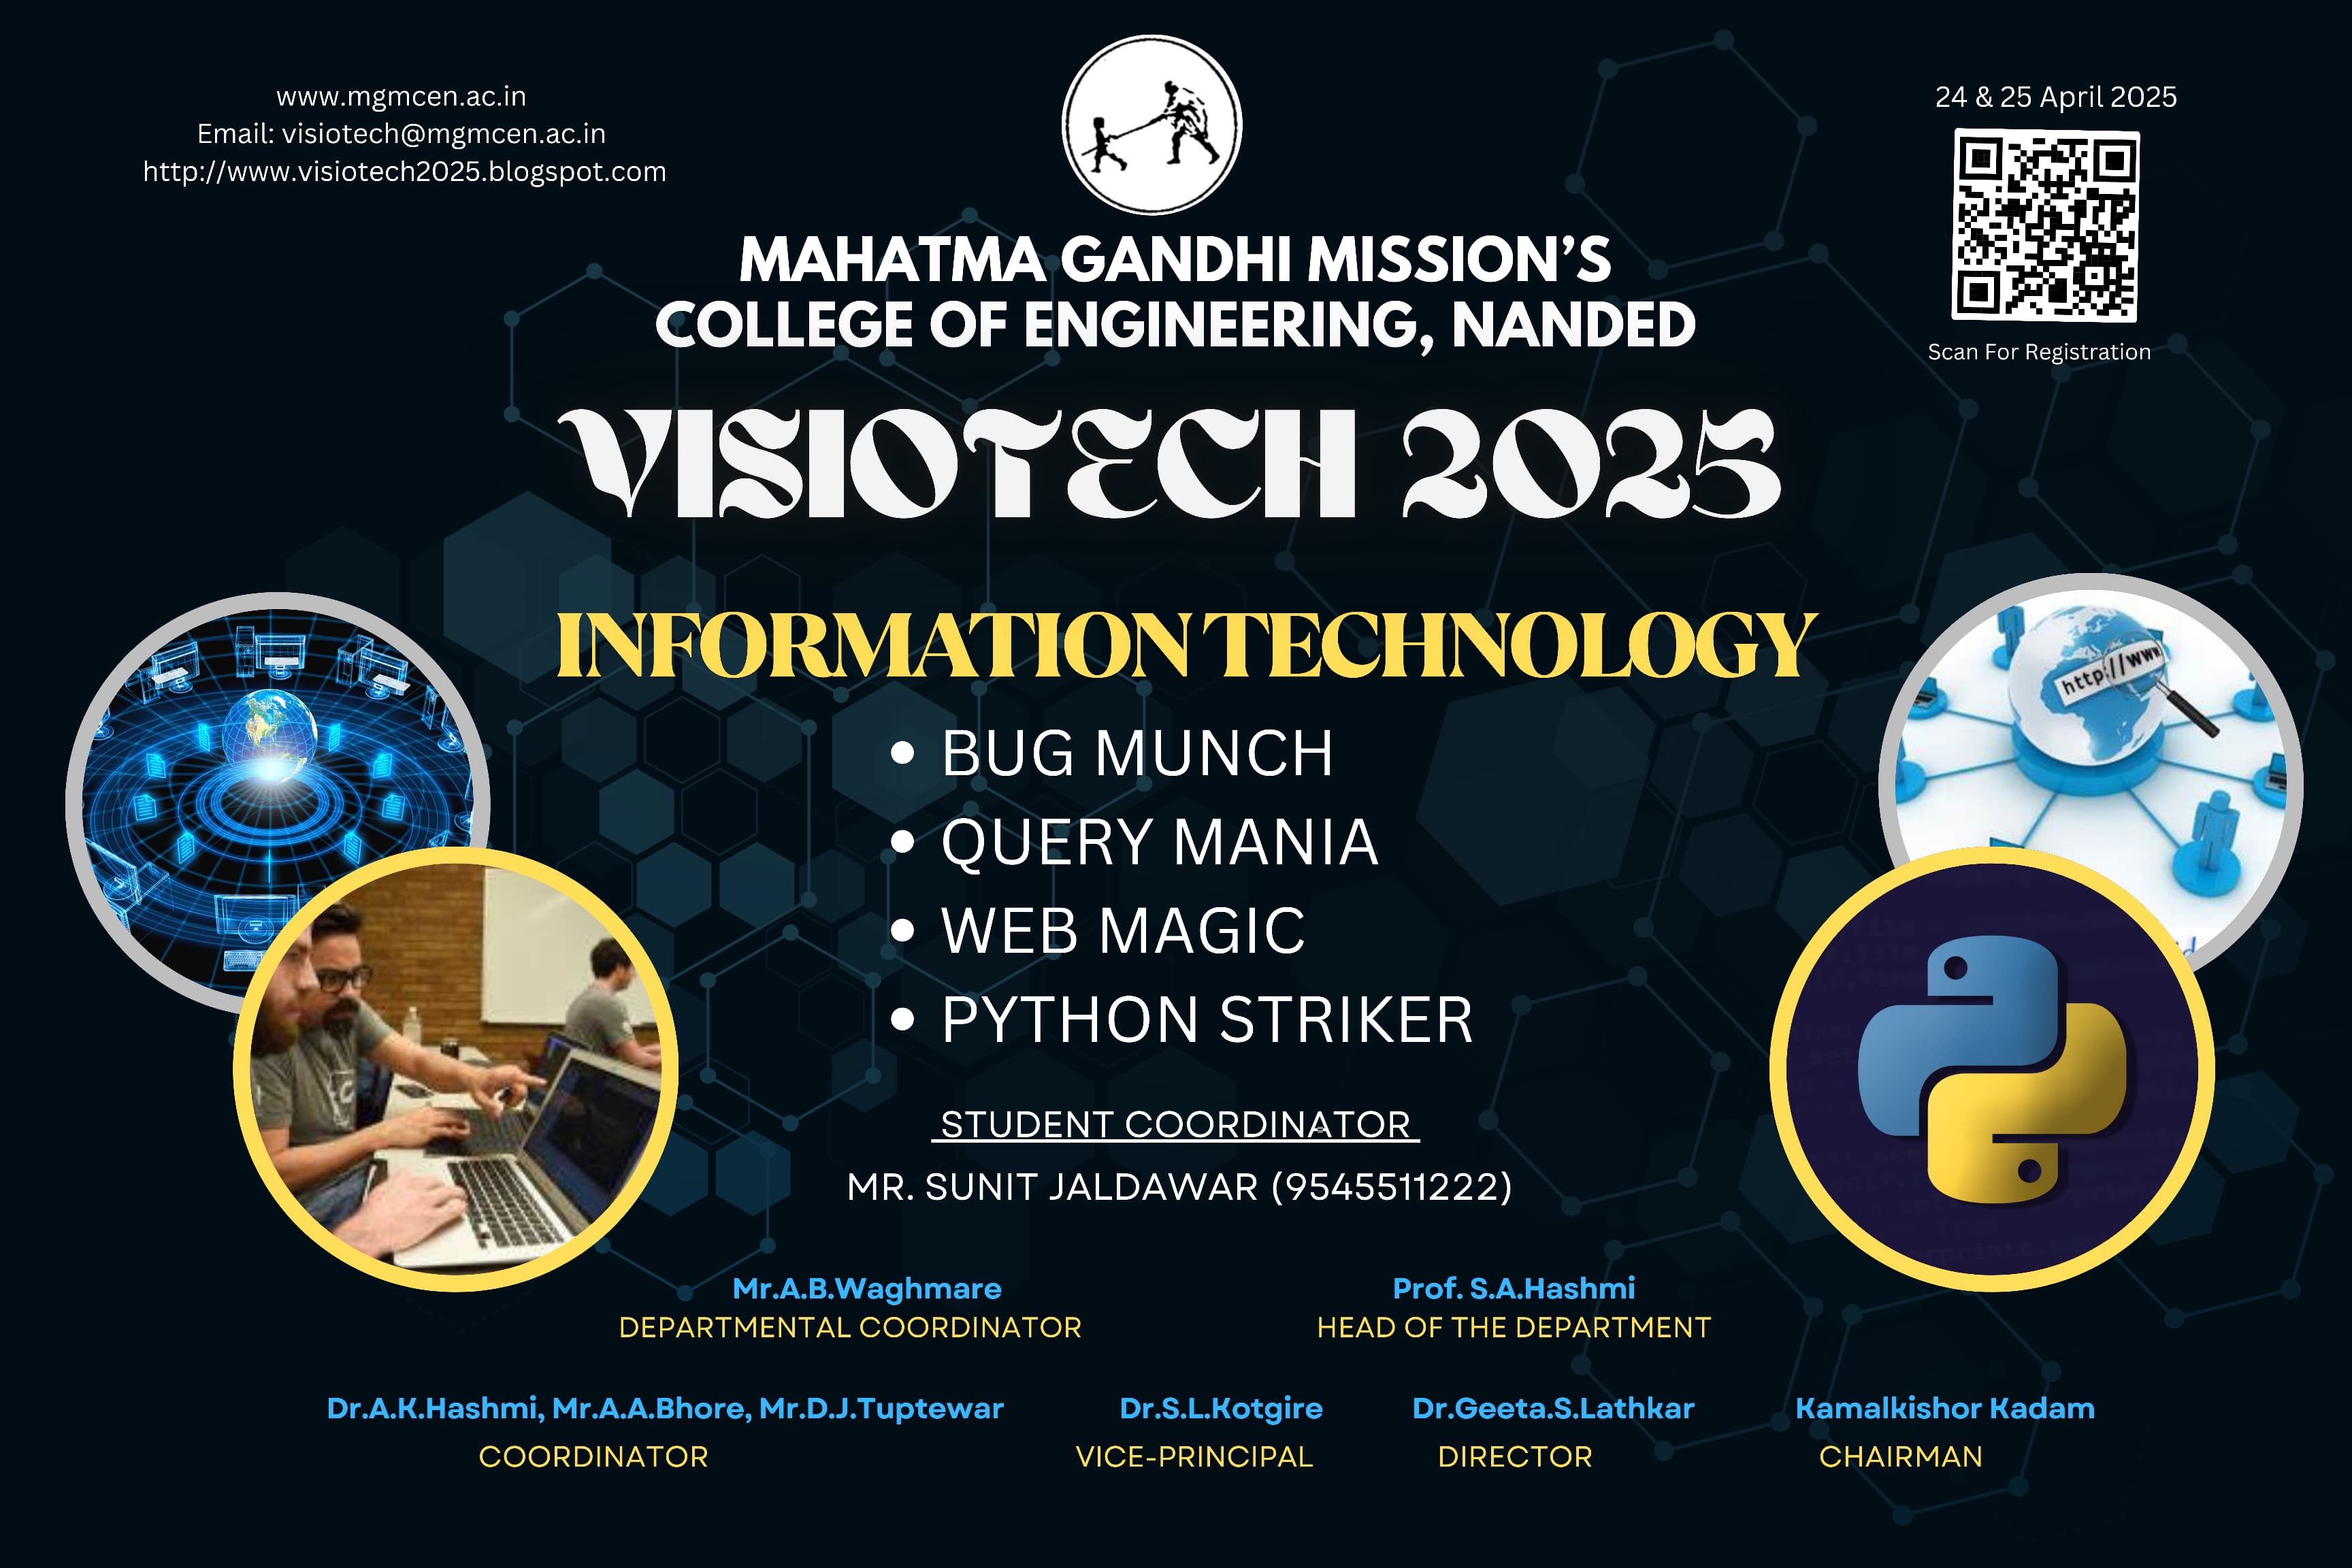 www.mgmcen.ac.in
Email: visiotech@mgmcen.ac.in
http://www.visiotech2025.blogspot.com
24 & 25 April 2025
Scan For Registration
MAHATMA GANDHI MISSION'S
COLLEGE OF ENGINEERING, NANDED
VISIOTECH 2025
INFORMATION TECHNOLOGY
http://www
• BUG MUNCH
• QUERY MANIA
• WEB MAGIC
• PYTHON STRIKER
STUDENT COORDINATOR
MR. SUNIT JALDAWAR (9545511222)
Mr.A.B.Waghmare
DEPARTMENTAL COORDINATOR
Prof. S.A.Hashmi
HEAD OF THE DEPARTMENT
Dr.A.K.Hashmi, Mr.A.A.Bhore, Mr.D.J.Tuptewar
COORDINATOR
Dr.S.L.Kotgire
VICE-PRINCIPAL
Dr.Geeta.S.Lathkar
DIRECTOR
Kamalkishor Kadam
CHAIRMAN